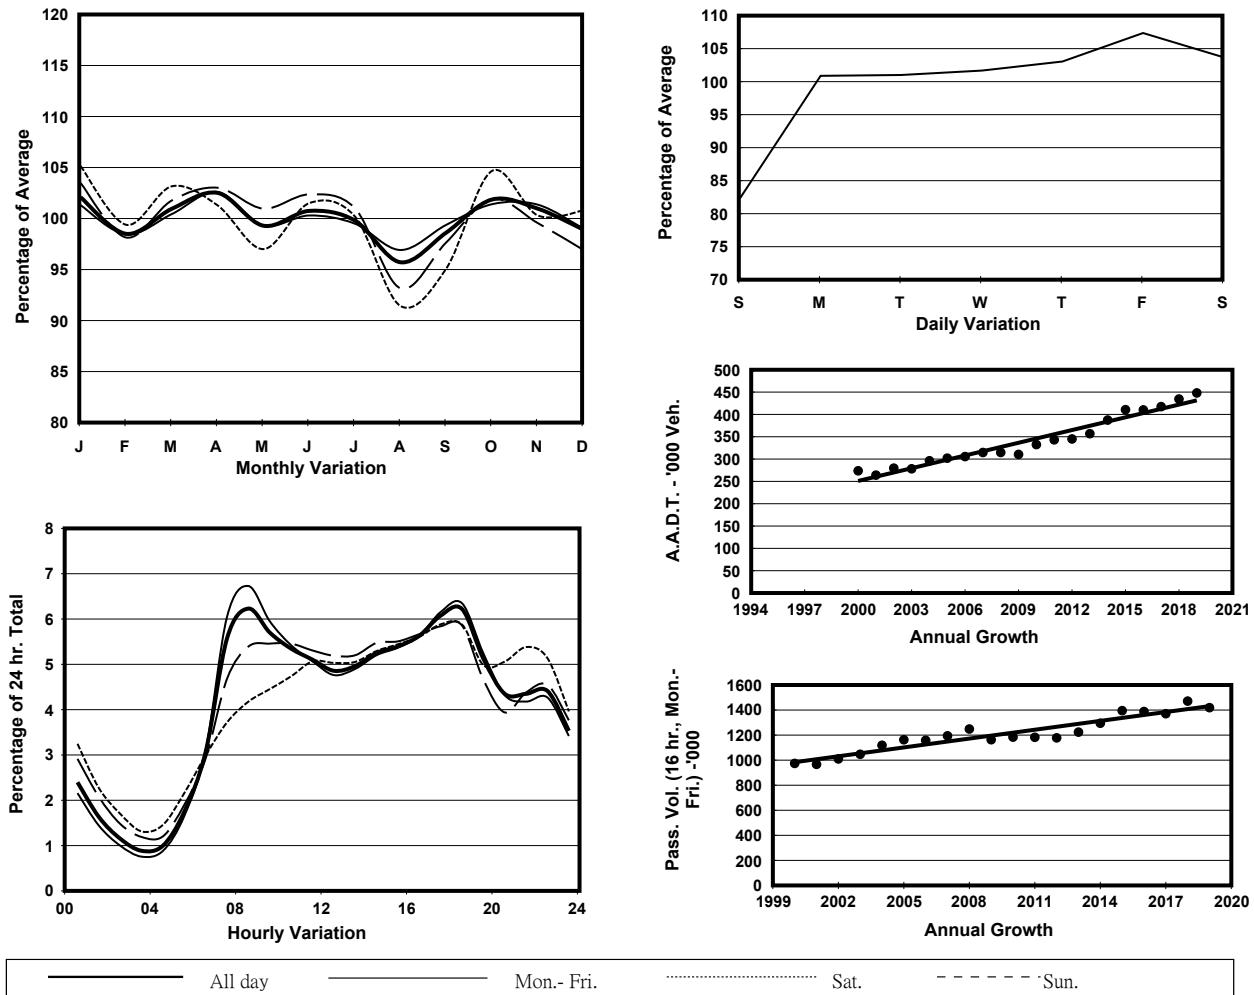 120
115
110
105
100
95
90
85
80
Percentage of Average
J F M A M J J A S O N D
Monthly Variation
110
105
100
95
90
85
80
75
70
Percentage of Average
S M T W T F S
Daily Variation
500
450
400
350
300
250
200
150
100
50
0
A.A.D.T. - '000 Veh.
1994 1997 2000 2003 2006 2009 2012 2015 2018 2021
Annual Growth
8
7
6
5
4
3
2
1
0
Percentage of 24 hr. Total
00 04 08 12 16 20 24
Hourly Variation
1600
1400
1200
1000
800
600
400
200
0
Pass. Vol. (16 hr., Mon.-
Fri.) -'000
1999 2002 2005 2008 2011 2014 2017 2020
Annual Growth
All day Mon.- Fri. Sat. Sun.